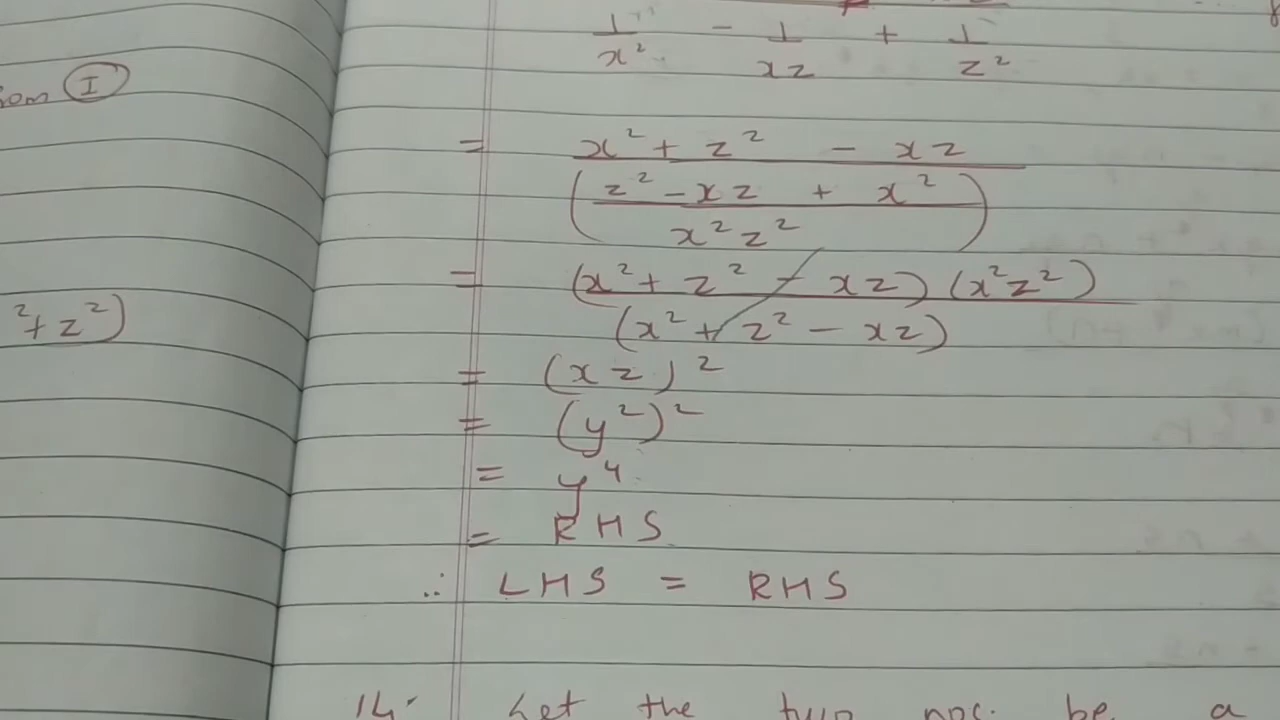 1/x² - 1/xz + 1/z²
= x² + z² - xz
(z² - xz + x² / x²z²)
= (x² + z² - xz) (x²z²)
(x² + z² - xz)
= (xz)²
= (y²)²
= y⁴
= RHS
∴ LHS = RHS
14. Let the two nos. be a
I
²+z²)